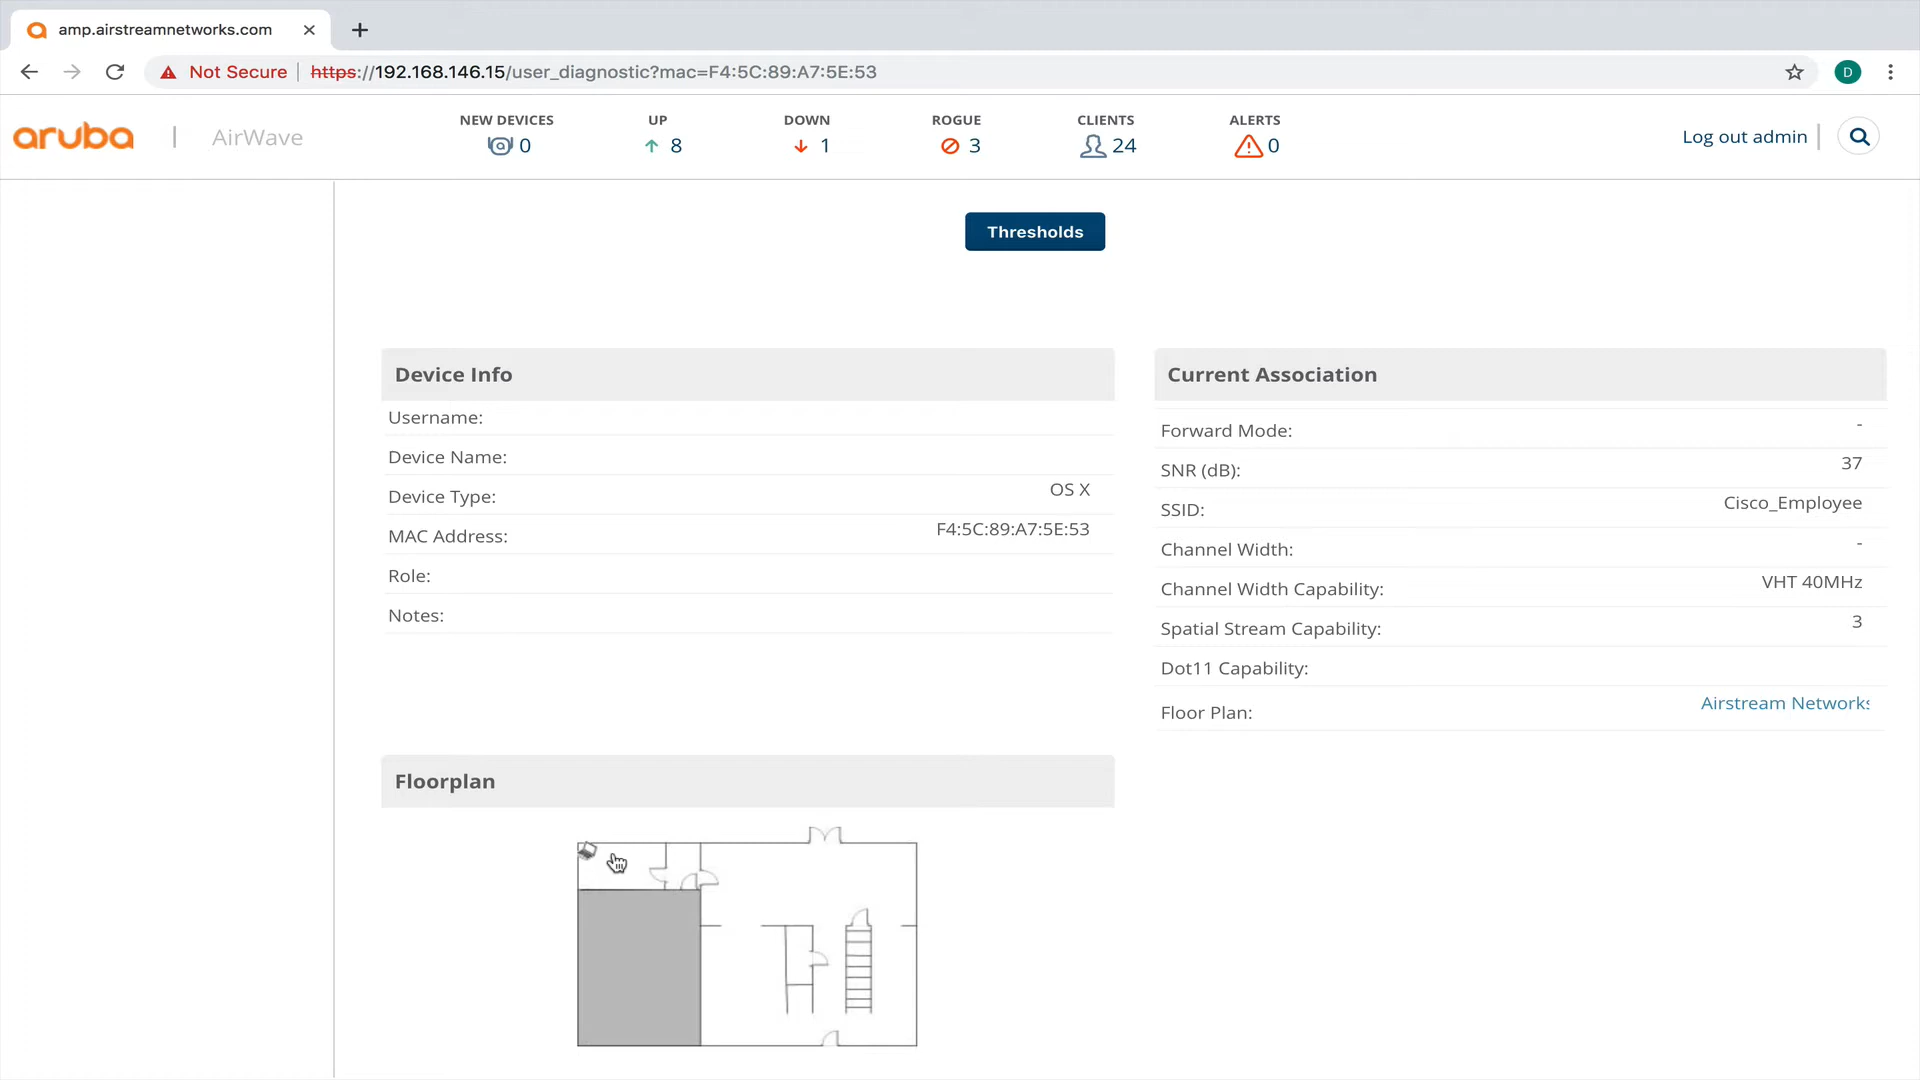 amp.airstreamnetworks.com
Not Secure https://192.168.146.15/user_diagnostic?mac=F4:5C:89:A7:5E:53
D
aruba | AirWave
NEW DEVICES UP DOWN ROGUE CLIENTS ALERTS
0 8 1 3 24 0
Log out admin
Thresholds
Device Info
Username:
Device Name:
Device Type: OS X
MAC Address: F4:5C:89:A7:5E:53
Role:
Notes:
Current Association
Forward Mode: -
SNR (dB): 37
SSID: Cisco_Employee
Channel Width: -
Channel Width Capability: VHT 40MHz
Spatial Stream Capability: 3
Dot11 Capability:
Floor Plan: Airstream Networks
Floorplan